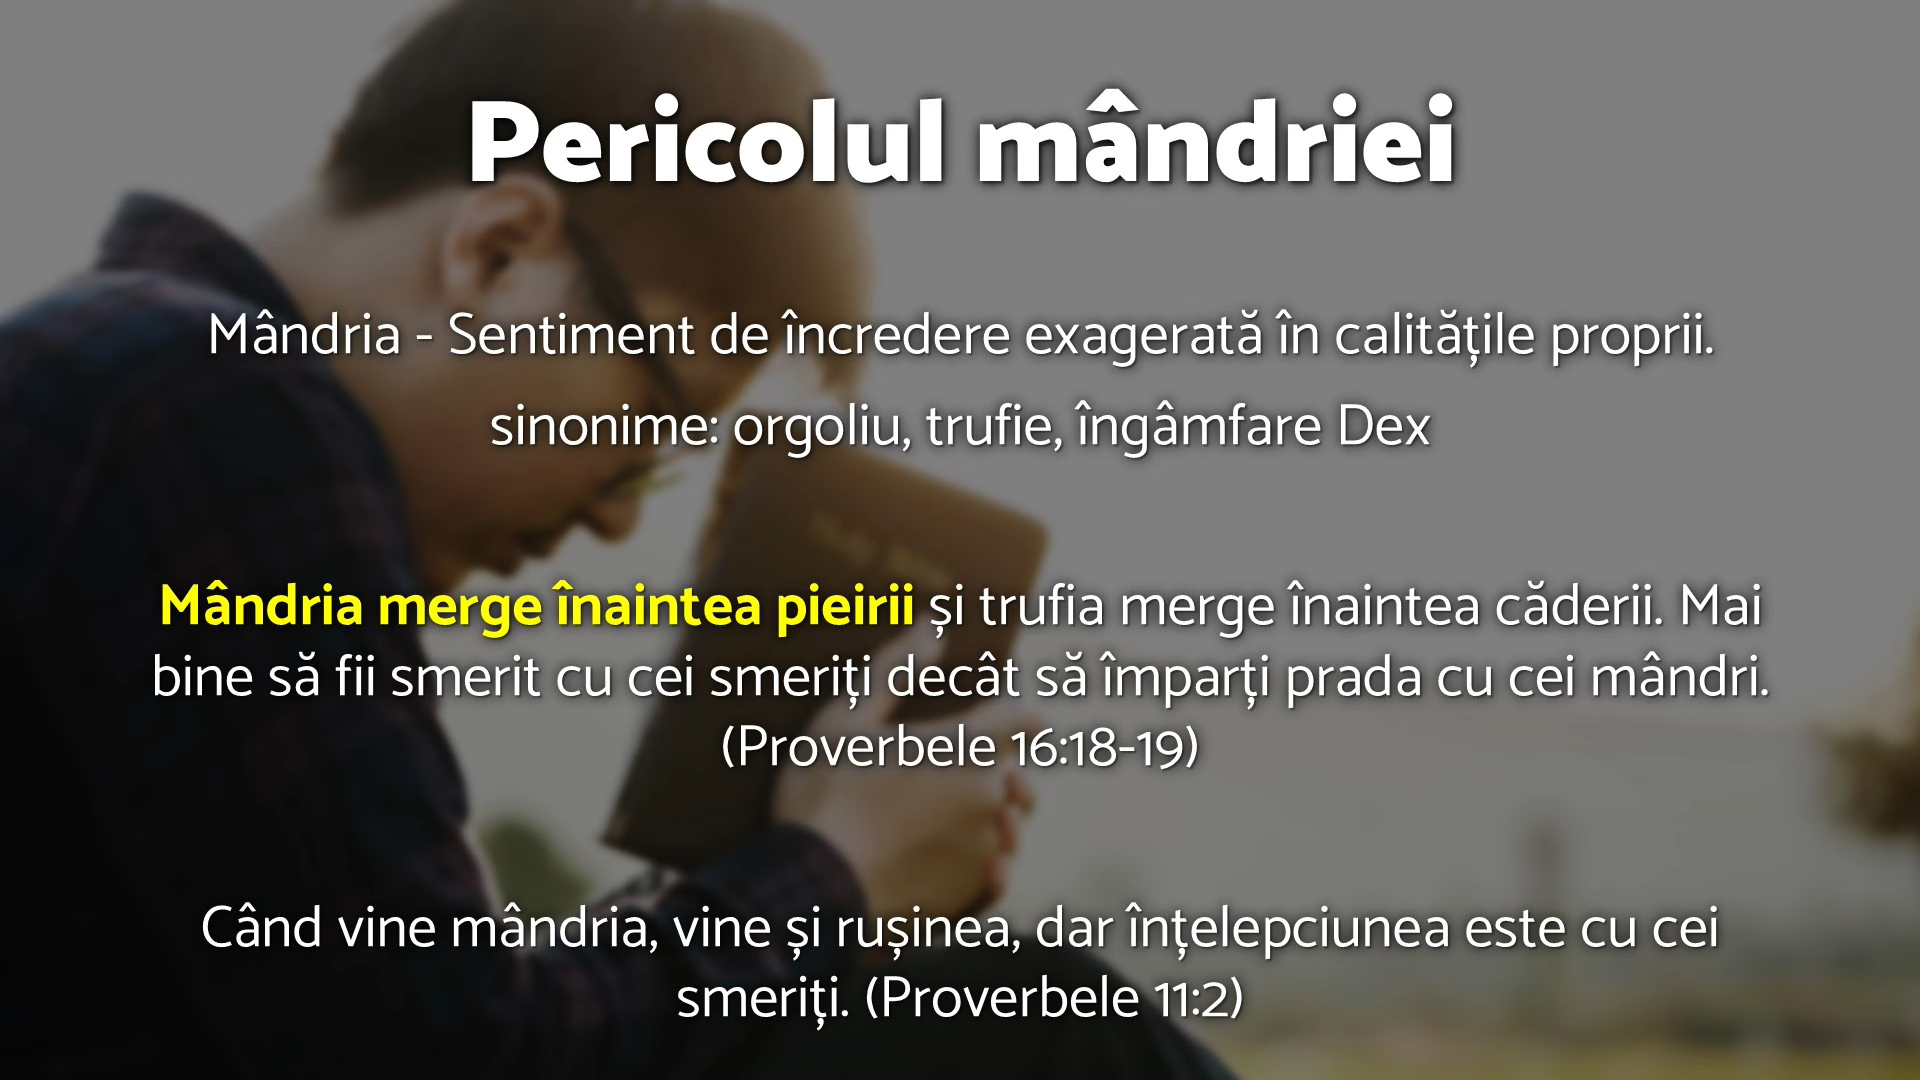 Pericolul mândriei
Mândria - Sentiment de încredere exagerată în calitățile proprii.
sinonime: orgoliu, trufie, îngâmfare Dex
Mândria merge înaintea pieirii și trufia merge înaintea căderii. Mai
bine să fii smerit cu cei smeriți decât să împarți prada cu cei mândri.
(Proverbele 16:18-19)
Când vine mândria, vine și rușinea, dar înțelepciunea este cu cei
smeriți. (Proverbele 11:2)